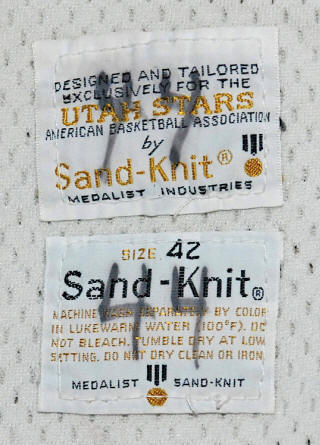 DESIGNED AND TAILORED
EXCLUSIVELY FOR THE
UTAH STARS
AMERICAN BASKETBALL ASSOCIATION
by
Sand-Knit®
MEDALIST INDUSTRIES
SIZE 42
Sand-Knit®
MACHINE WASH SEPARATELY BY COLOR
IN LUKEWARM WATER (100°F). DO
NOT BLEACH. TUMBLE DRY AT LOW
SETTING. DO NOT DRY CLEAN OR IRON.
MEDALIST SAND-KNIT